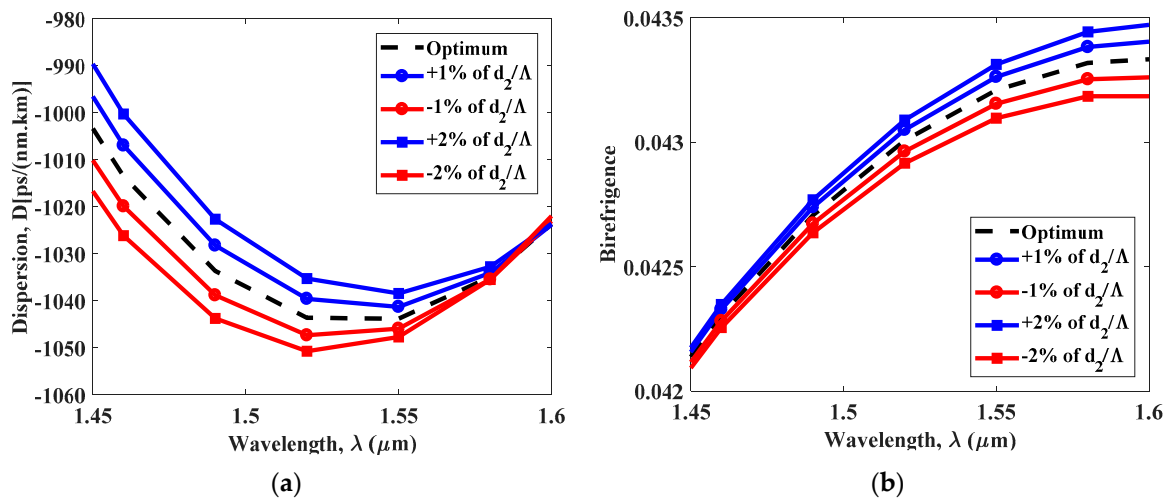 -980
-990
-1000
-1010
-1020
-1030
-1040
-1050
-1060
Dispersion, D[ps/(nm.km)]
Optimum
+1% of d2/Λ
-1% of d2/Λ
+2% of d2/Λ
-2% of d2/Λ
1.45 1.5 1.55 1.6
Wavelength, λ (μm)
(a)
0.0435
0.043
0.0425
0.042
Birefrigence
Optimum
+1% of d2/Λ
-1% of d2/Λ
+2% of d2/Λ
-2% of d2/Λ
1.45 1.5 1.55 1.6
Wavelength, λ (μm)
(b)